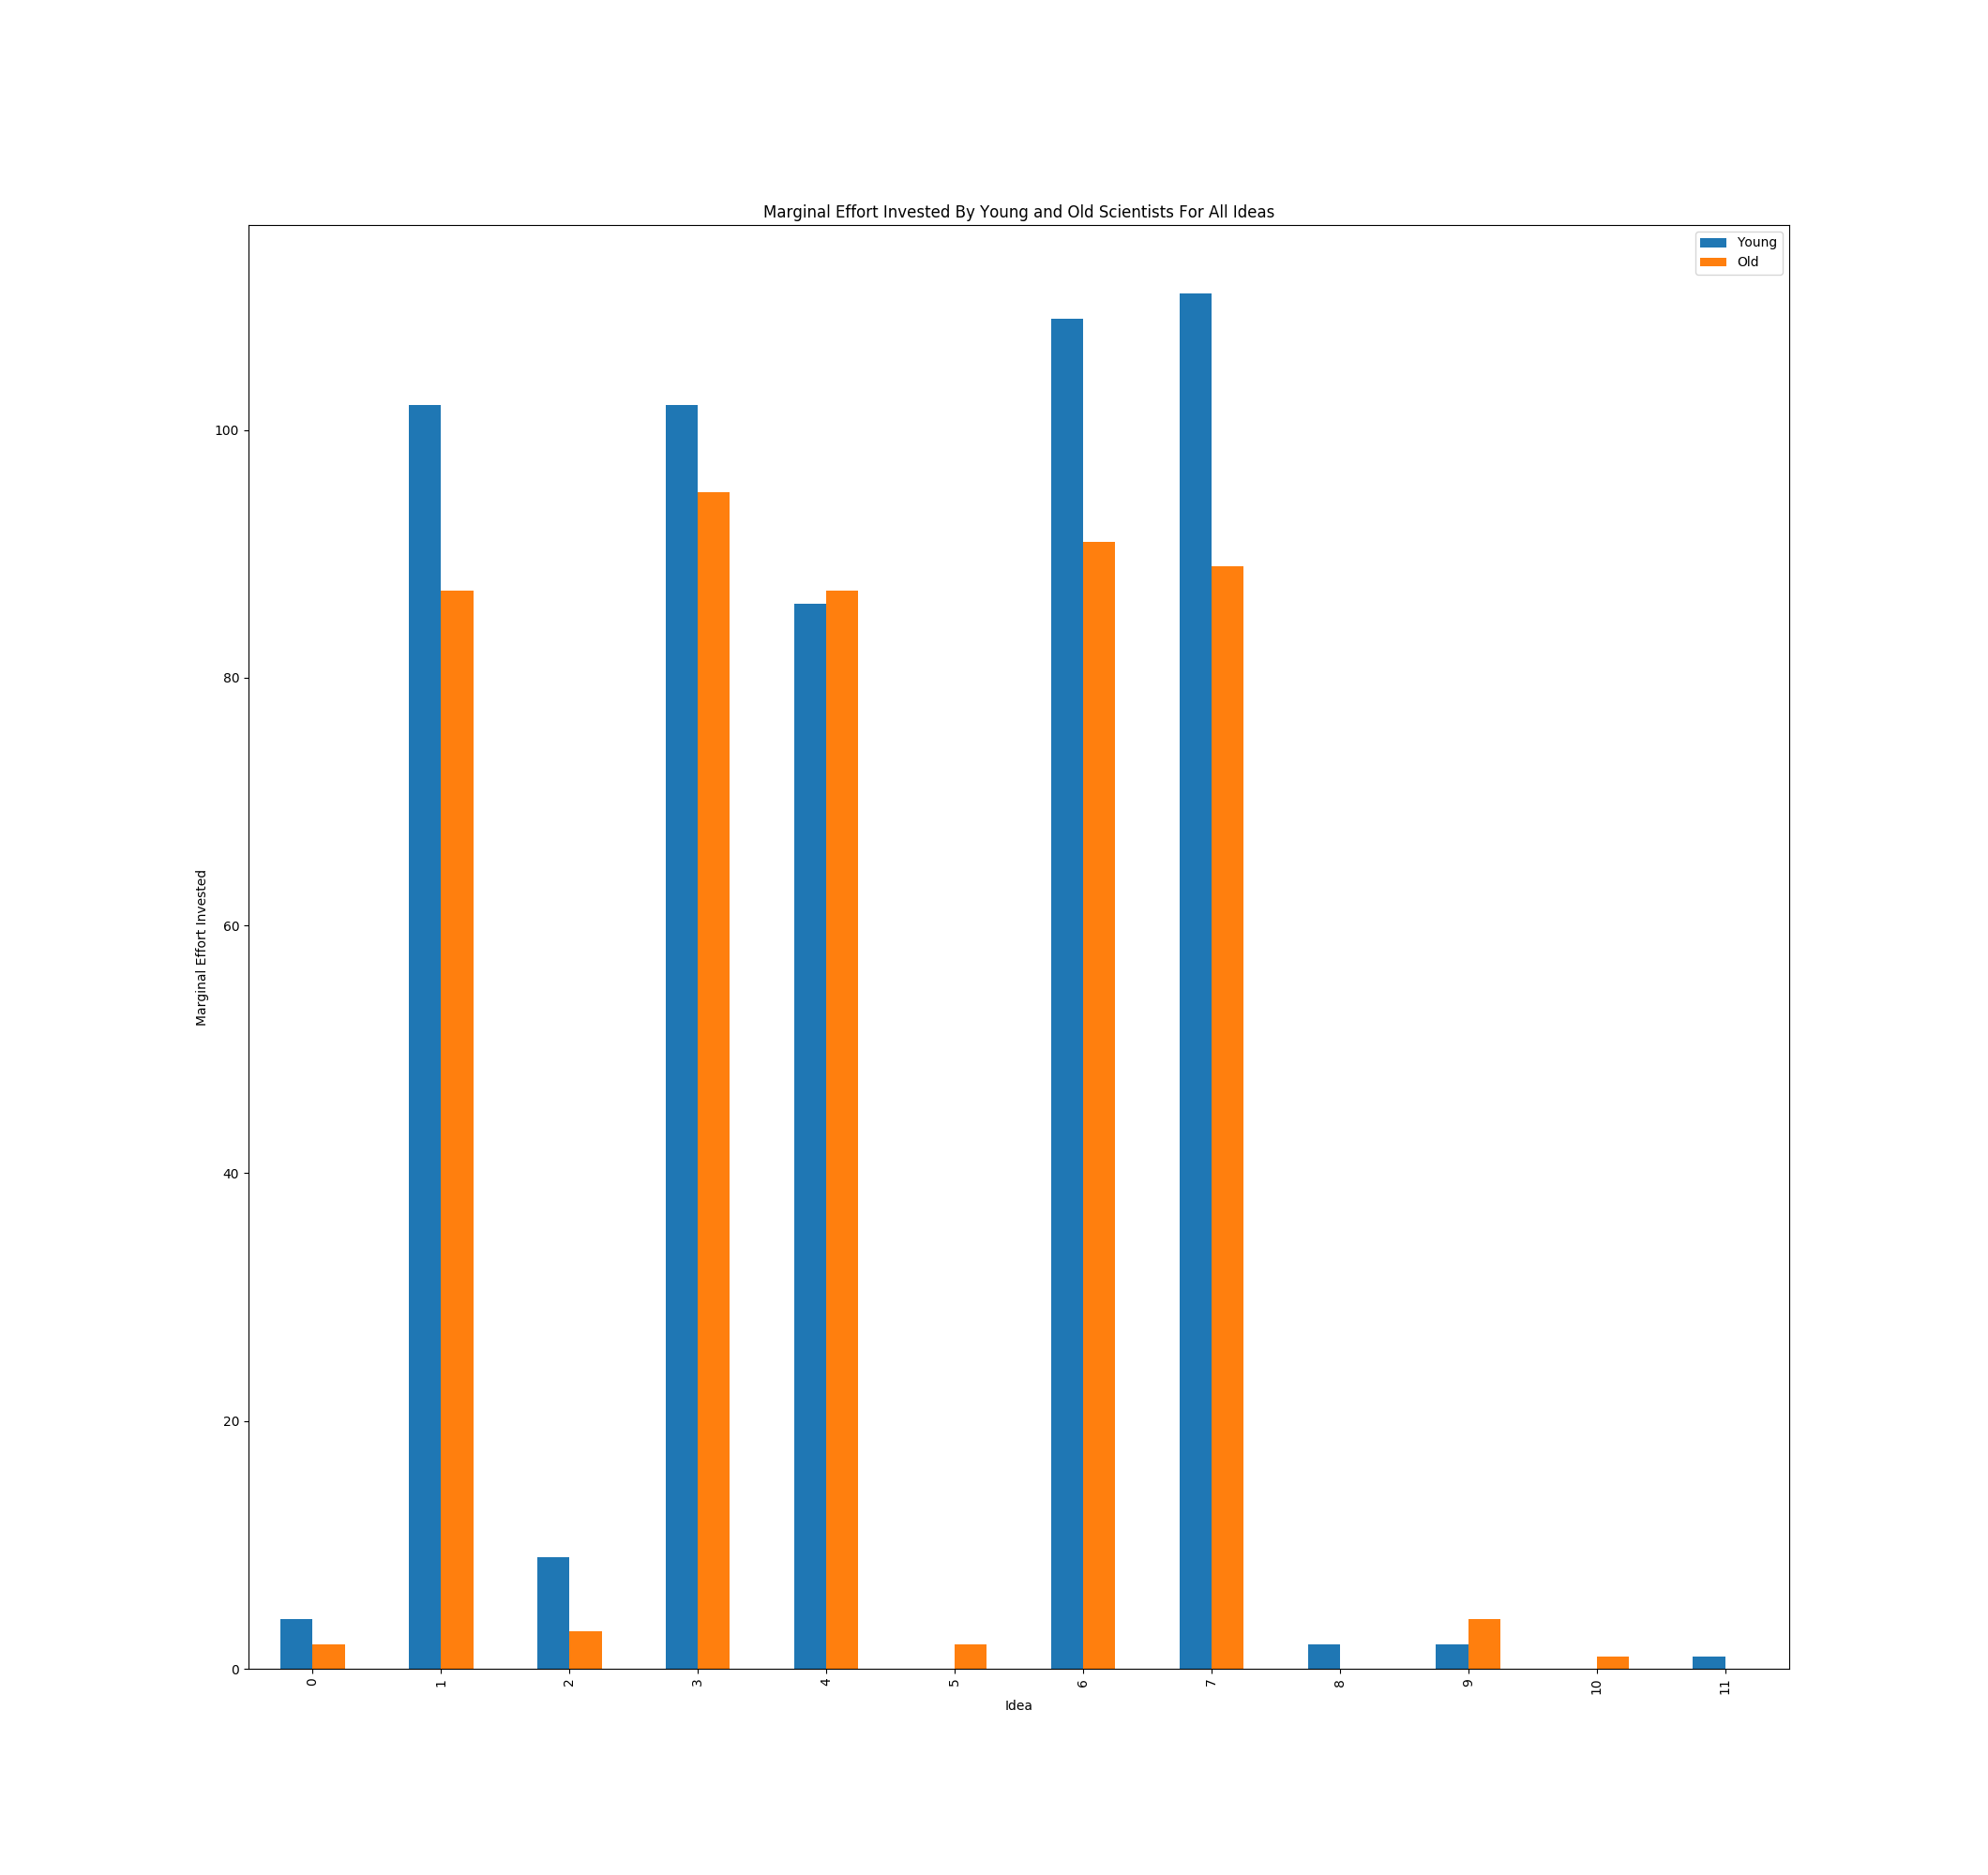 Marginal Effort Invested By Young and Old Scientists For All Ideas
Young
Old
100
80
60
40
20
0
Marginal Effort Invested
0 1 2 3 4 5 6 7 8 9 10 11
Idea